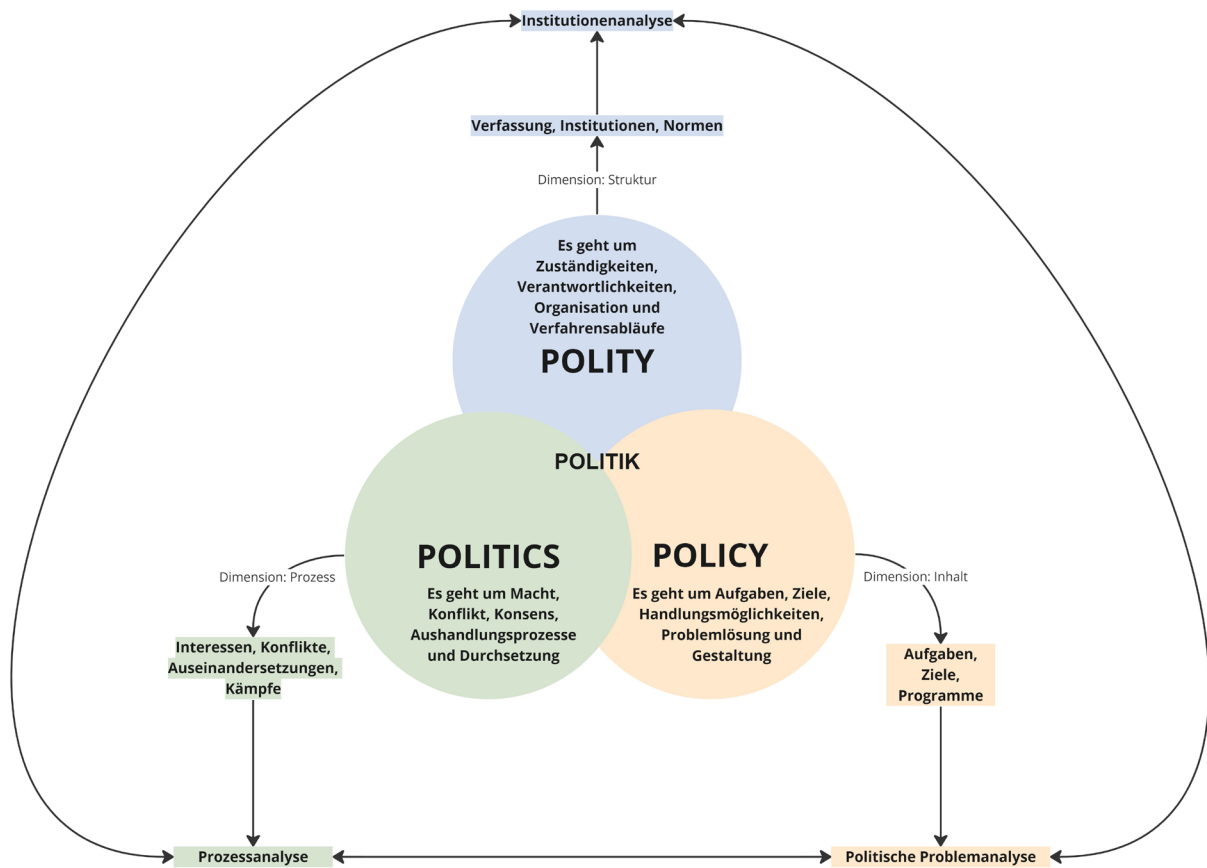 Institutionenanalyse
Verfassung, Institutionen, Normen
Dimension: Struktur
Es geht um
Zuständigkeiten,
Verantwortlichkeiten,
Organisation und
Verfahrensabläufe
POLITY
POLITIK
POLITICS
Es geht um Macht,
Konflikt, Konsens,
Aushandlungsprozesse
und Durchsetzung
POLICY
Es geht um Aufgaben, Ziele,
Handlungsmöglichkeiten,
Problemlösung und
Gestaltung
Dimension: Prozess
Interessen, Konflikte,
Auseinandersetzungen,
Kämpfe
Dimension: Inhalt
Aufgaben,
Ziele,
Programme
Prozessanalyse
Politische Problemanalyse